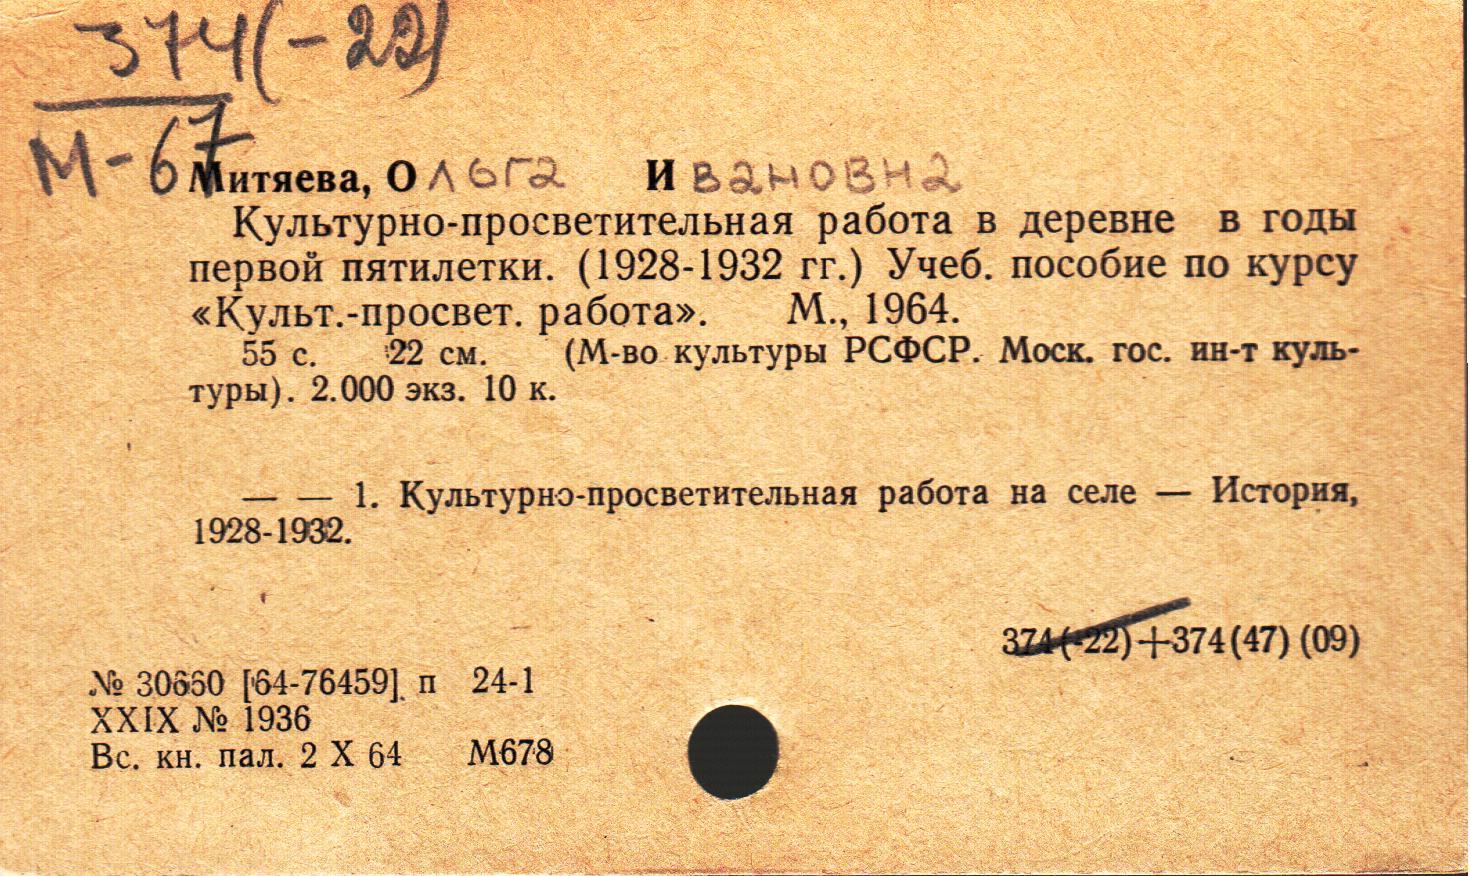 374(-22)
М-67
Митяева, Ольга Ивановна
Культурно-просветительная работа в деревне в годы
первой пятилетки. (1928-1932 гг.) Учеб. пособие по курсу
«Культ.-просвет. работа». М., 1964.
55 с. 22 см. (М-во культуры РСФСР. Моск. гос. ин-т куль-
туры). 2.000 экз. 10 к.
— — 1. Культурно-просветительная работа на селе — История,
1928-1932.
374(-22)+374(47)(09)
№ 30660 [64-76459] п 24-1
XXIX № 1936
Вс. кн. пал. 2 X 64 М678